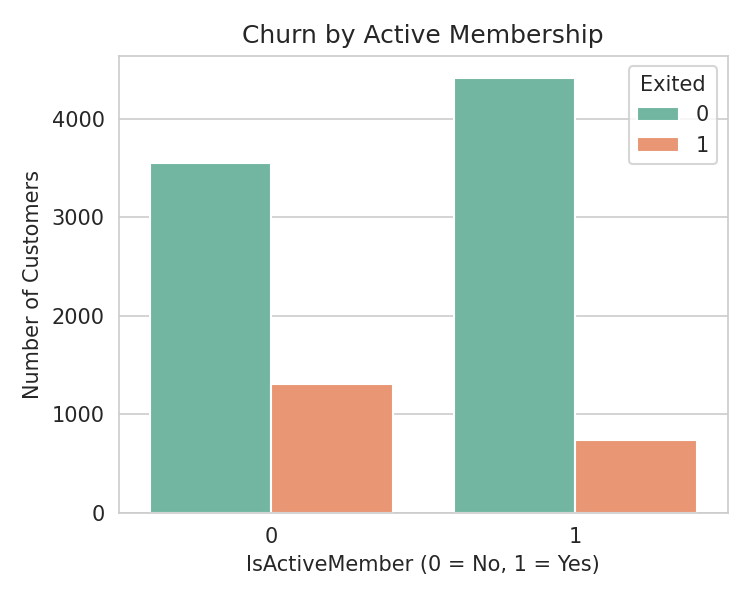 Churn by Active Membership
Exited
0
1
Number of Customers
4000
3000
2000
1000
0
0
1
IsActiveMember (0 = No, 1 = Yes)